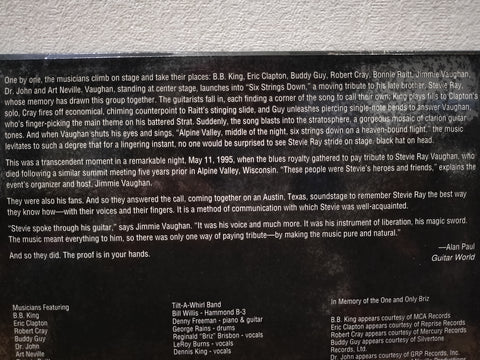 One by one, the musicians climb on stage and take their places: B.B. King, Eric Clapton, Buddy Guy, Robert Cray, Bonnie Raitt, Jimmie Vaughan,
Dr. John and Art Neville. Vaughan, standing at center stage, launches into “Six Strings Down,” a moving tribute to his late brother, Stevie Ray,
whose memory has drawn this group together. The guitarists fall in, each finding a corner of the song to call their own. King plays fills to Clapton's
solo, Cray fires off economical, chiming counterpoint to Raitt's stinging slide, and Guy unleashes piercing single-note bends to answer Vaughan,
who's finger-picking the main theme on his battered Strat. Suddenly, the song blasts into the stratosphere, a gorgeous mosaic of clarion guitar
tones. And when Vaughan shuts his eyes and sings, “Alpine Valley, middle of the night, six strings down on a heaven-bound flight,” the music
levitates to such a degree that for a lingering instant, no one would be surprised to see Stevie Ray stride on stage, black hat on head.
This was a transcendent moment in a remarkable night, May 11, 1995, when the blues royalty gathered to pay tribute to Stevie Ray Vaughan, who
died following a similar summit meeting five years prior in Alpine Valley, Wisconsin. “These people were Stevie's heroes and friends,” explains the
event's organizer and host, Jimmie Vaughan.
They were also his fans. And so they answered the call, coming together on an Austin, Texas, soundstage to remember Stevie Ray the best way
they know how—with their voices and their fingers. It is a method of communication with which Stevie was well-acquainted.
“Stevie spoke through his guitar,” says Jimmie Vaughan. “It was his voice and much more. It was his instrument of liberation, his magic sword.
The music meant everything to him, so there was only one way of paying tribute—by making the music pure and natural.”
And so they did. The proof is in your hands.
—Alan Paul
Guitar World
Musicians Featuring
B.B. King
Eric Clapton
Robert Cray
Buddy Guy
Dr. John
Art Neville
Tilt-A-Whirl Band
Bill Willis - Hammond B-3
Denny Freeman - piano & guitar
George Rains - drums
Reginald “Briz” Brisbon - vocals
LeRoy Burns - vocals
Dennis King - vocals
In Memory of the One and Only Briz
B.B. King appears courtesy of MCA Records
Eric Clapton appears courtesy of Reprise Records
Robert Cray appears courtesy of Mercury Records
Buddy Guy appears courtesy of Silvertone
Records, Ltd.
Dr. John appears courtesy of GRP Records, Inc.